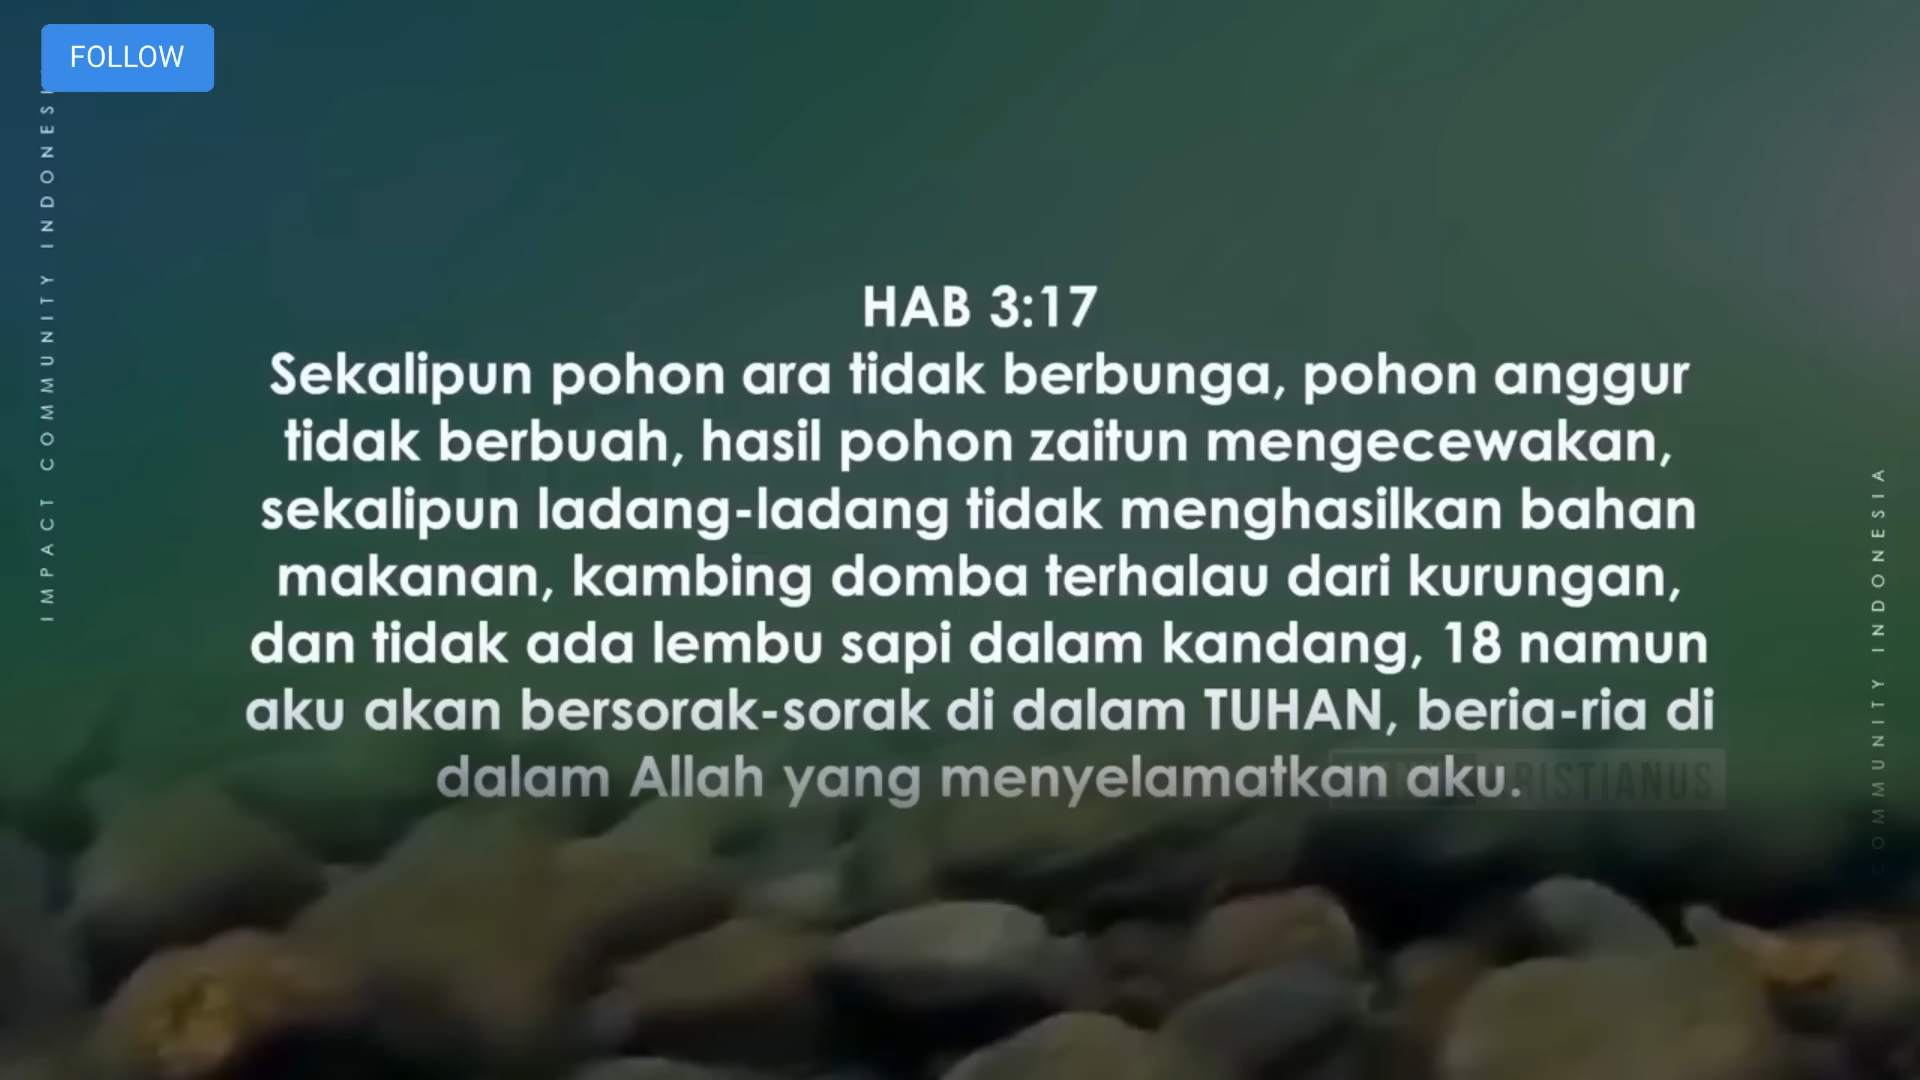 FOLLOW
IMPACT COMMUNITY
HAB 3:17
Sekalipun pohon ara tidak berbunga, pohon anggur
tidak berbuah, hasil pohon zaitun mengecewakan,
sekalipun ladang-ladang tidak menghasilkan bahan
makanan, kambing domba terhalau dari kurungan,
dan tidak ada lembu sapi dalam kandang, 18 namun
aku akan bersorak-sorak di dalam TUHAN, beria-ria di
dalam Allah yang menyelamatkan aku.
COMMUNITY INDONESIA